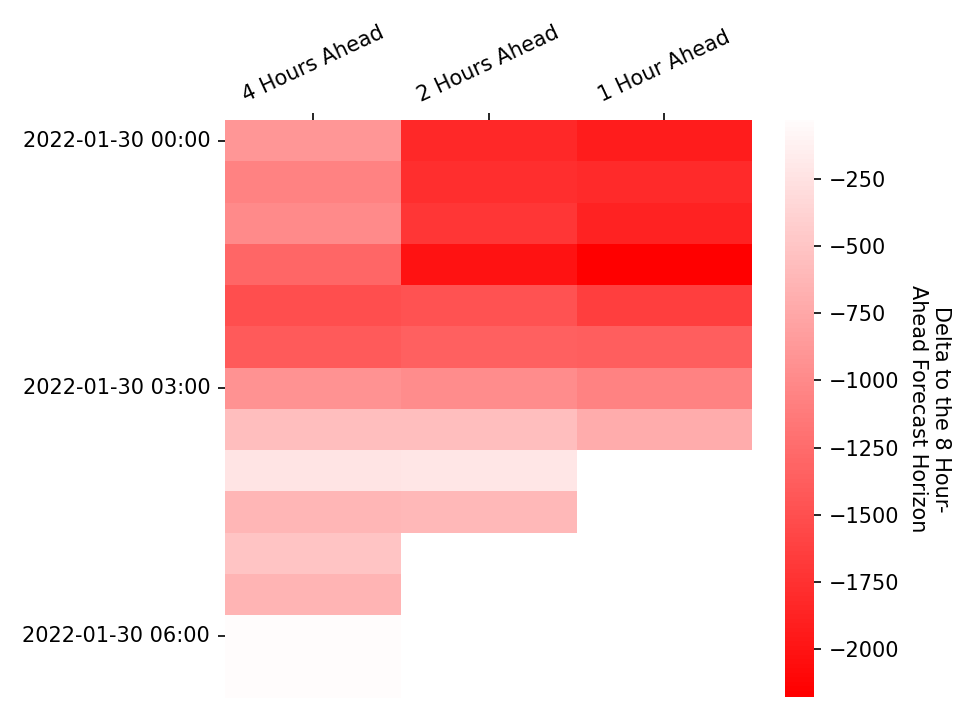 4 Hours Ahead
2 Hours Ahead
1 Hour Ahead
2022-01-30 00:00
2022-01-30 03:00
2022-01-30 06:00
−250
−500
−750
−1000
−1250
−1500
−1750
−2000
Delta to the 8 Hour-
Ahead Forecast Horizon